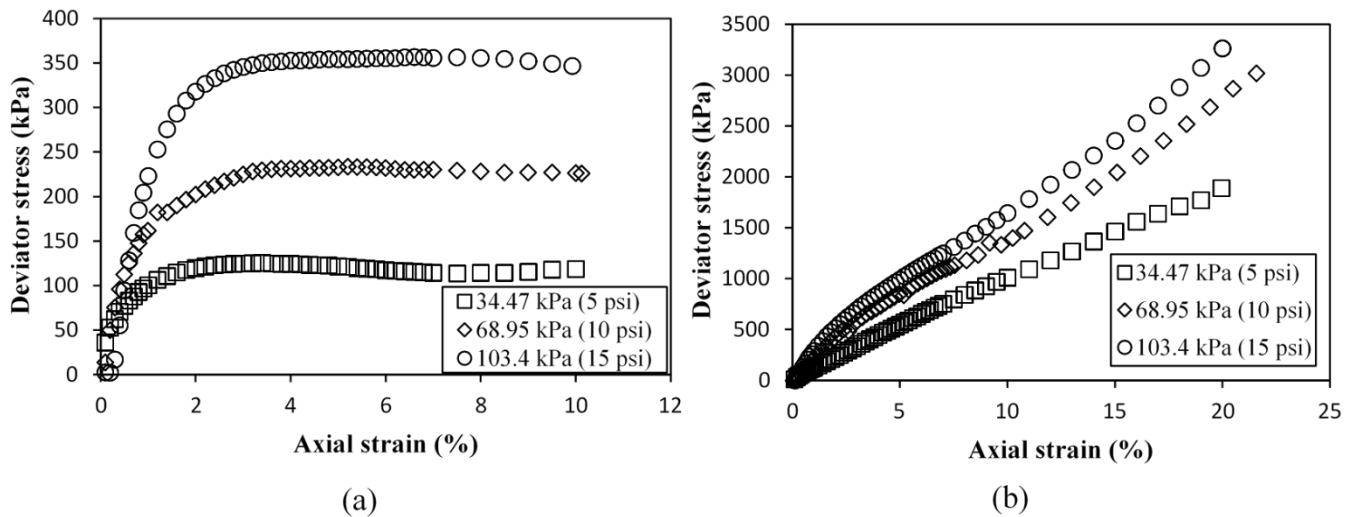 400
350
300
250
200
150
100
50
0
Deviator stress (kPa)
0 2 4 6 8 10 12
Axial strain (%)
34.47 kPa (5 psi)
68.95 kPa (10 psi)
103.4 kPa (15 psi)
(a)
3500
3000
2500
2000
1500
1000
500
0
Deviator stress (kPa)
0 5 10 15 20 25
Axial strain (%)
34.47 kPa (5 psi)
68.95 kPa (10 psi)
103.4 kPa (15 psi)
(b)